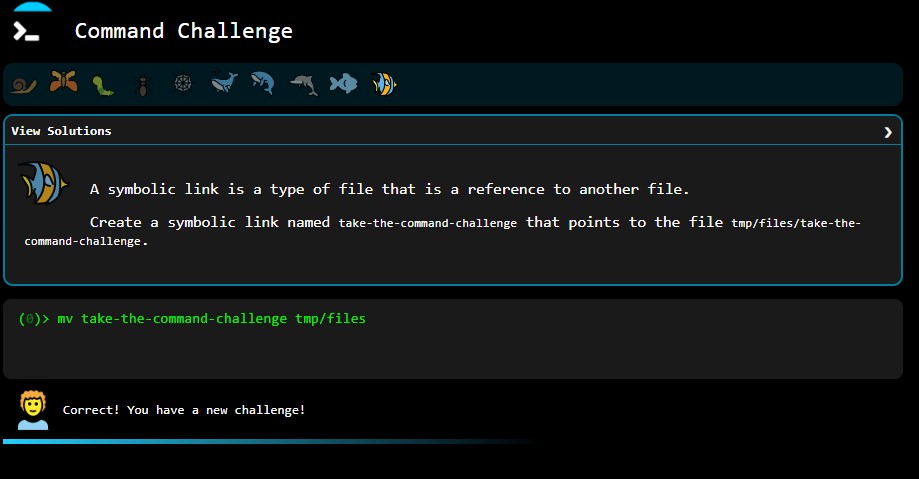 Command Challenge
View Solutions
A symbolic link is a type of file that is a reference to another file.
Create a symbolic link named take-the-command-challenge that points to the file tmp/files/take-the-
command-challenge.
(0)> mv take-the-command-challenge tmp/files
Correct! You have a new challenge!